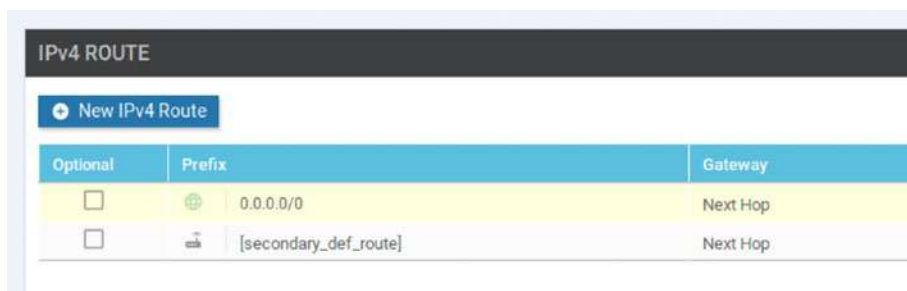 IPv4 ROUTE
New IPv4 Route
Optional Prefix Gateway
0.0.0.0/0 Next Hop
[secondary_def_route] Next Hop